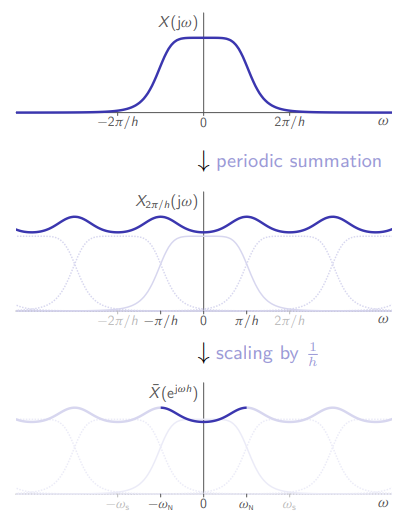 X(jω)
−2π/h 0 2π/h ω
↓ periodic summation
X2π/h(jω)
−2π/h −π/h 0 π/h 2π/h ω
↓ scaling by 1/h
X̄(e^jωh)
−ωs −ωN 0 ωN ωs ω